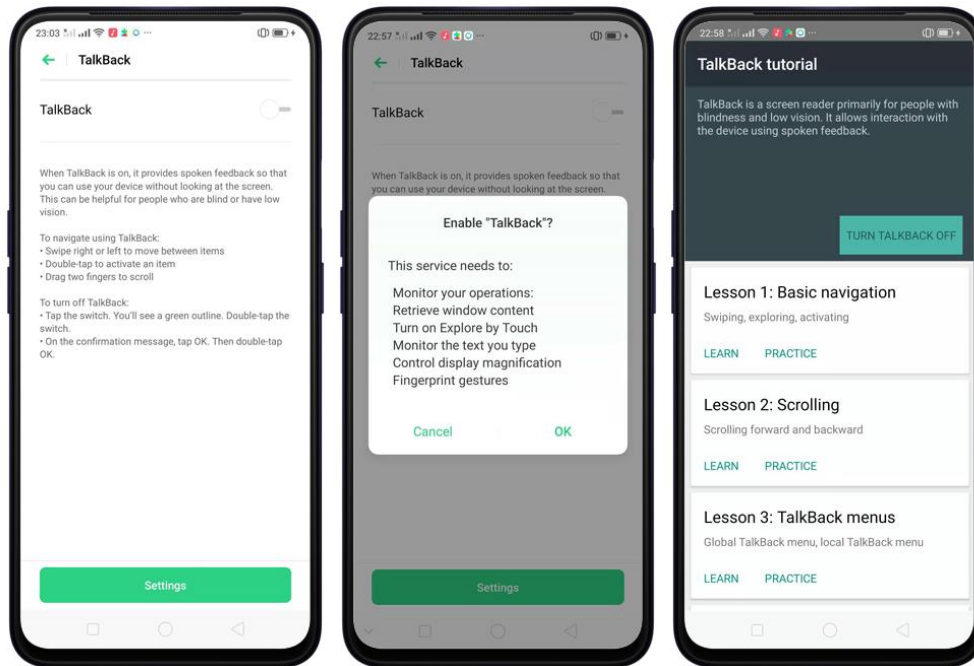 23:03
TalkBack
TalkBack
When TalkBack is on, it provides spoken feedback so that
you can use your device without looking at the screen.
This can be helpful for people who are blind or have low
vision.
To navigate using TalkBack:
• Swipe right or left to move between items
• Double-tap to activate an item
• Drag two fingers to scroll
To turn off TalkBack:
• Tap the switch. You'll see a green outline. Double-tap the
switch.
• On the confirmation message, tap OK. Then double-tap
OK.
Settings
22:57
TalkBack
TalkBack
When TalkBack is on, it provides spoken feedback so that
you can use your device without looking at the screen.
Enable "TalkBack"?
This service needs to:
Monitor your operations:
Retrieve window content
Turn on Explore by Touch
Monitor the text you type
Control display magnification
Fingerprint gestures
Cancel OK
Settings
22:58
TalkBack tutorial
TalkBack is a screen reader primarily for people with
blindness and low vision. It allows interaction with
the device using spoken feedback.
TURN TALKBACK OFF
Lesson 1: Basic navigation
Swiping, exploring, activating
LEARN PRACTICE
Lesson 2: Scrolling
Scrolling forward and backward
LEARN PRACTICE
Lesson 3: TalkBack menus
Global TalkBack menu, local TalkBack menu
LEARN PRACTICE